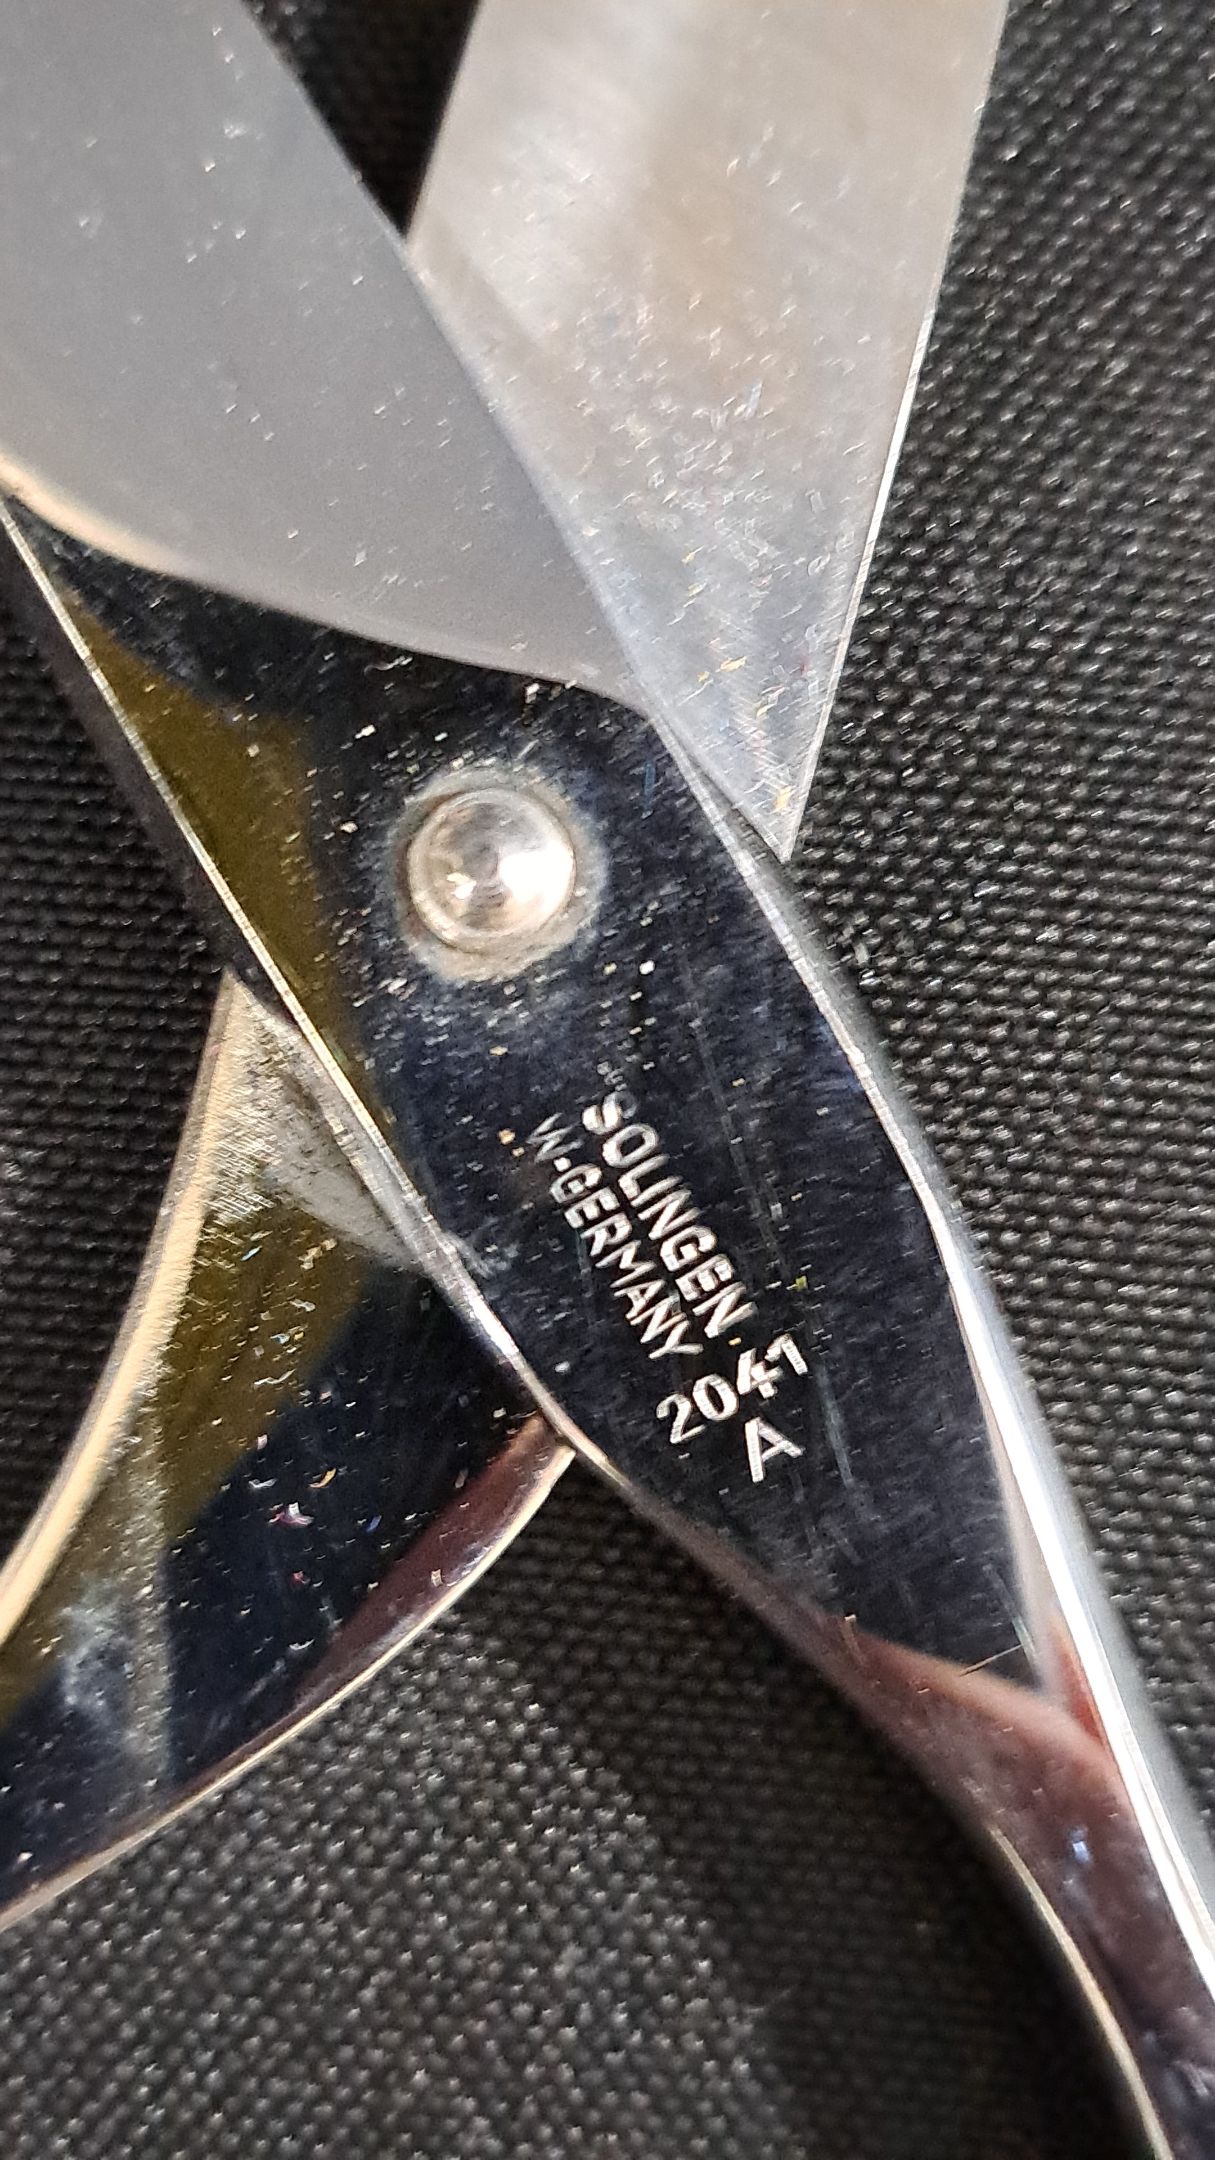 SOLINGEN
W-GERMANY
2041
A